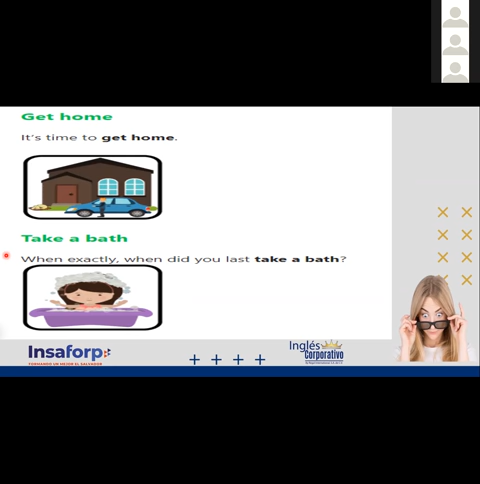 Get home
It's time to get home.
Take a bath
When exactly, when did you last take a bath?
Insaforp
FORMANDO UN MEJOR EL SALVADOR
Inglés
Corporativo